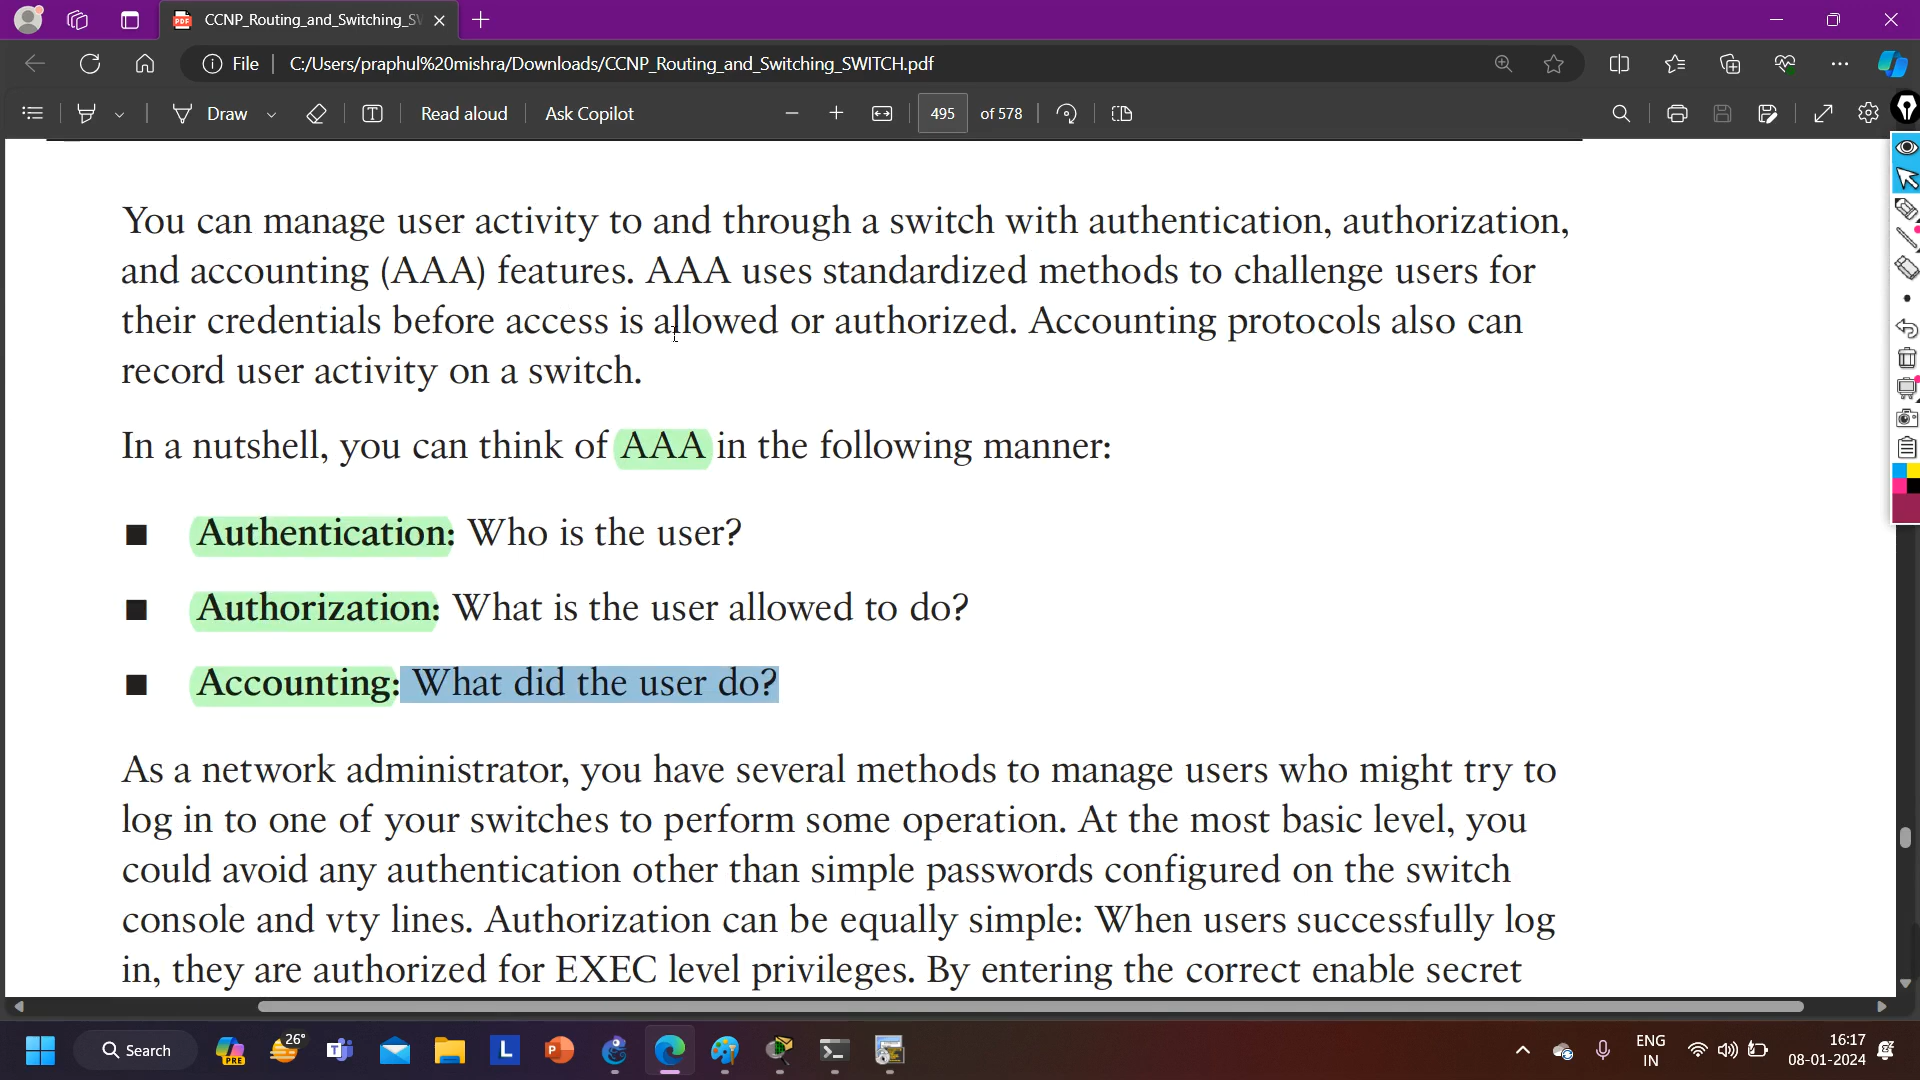 CCNP_Routing_and_Switching_SV
File
C:/Users/praphul%20mishra/Downloads/CCNP_Routing_and_Switching_SWITCH.pdf
Draw
Read aloud
Ask Copilot
495 of 578
You can manage user activity to and through a switch with authentication, authorization,
and accounting (AAA) features. AAA uses standardized methods to challenge users for
their credentials before access is allowed or authorized. Accounting protocols also can
record user activity on a switch.
In a nutshell, you can think of AAA in the following manner:
■ Authentication: Who is the user?
■ Authorization: What is the user allowed to do?
■ Accounting: What did the user do?
As a network administrator, you have several methods to manage users who might try to
log in to one of your switches to perform some operation. At the most basic level, you
could avoid any authentication other than simple passwords configured on the switch
console and vty lines. Authorization can be equally simple: When users successfully log
in, they are authorized for EXEC level privileges. By entering the correct enable secret
Search
PRE
26°
L
ENG
IN
16:17
08-01-2024